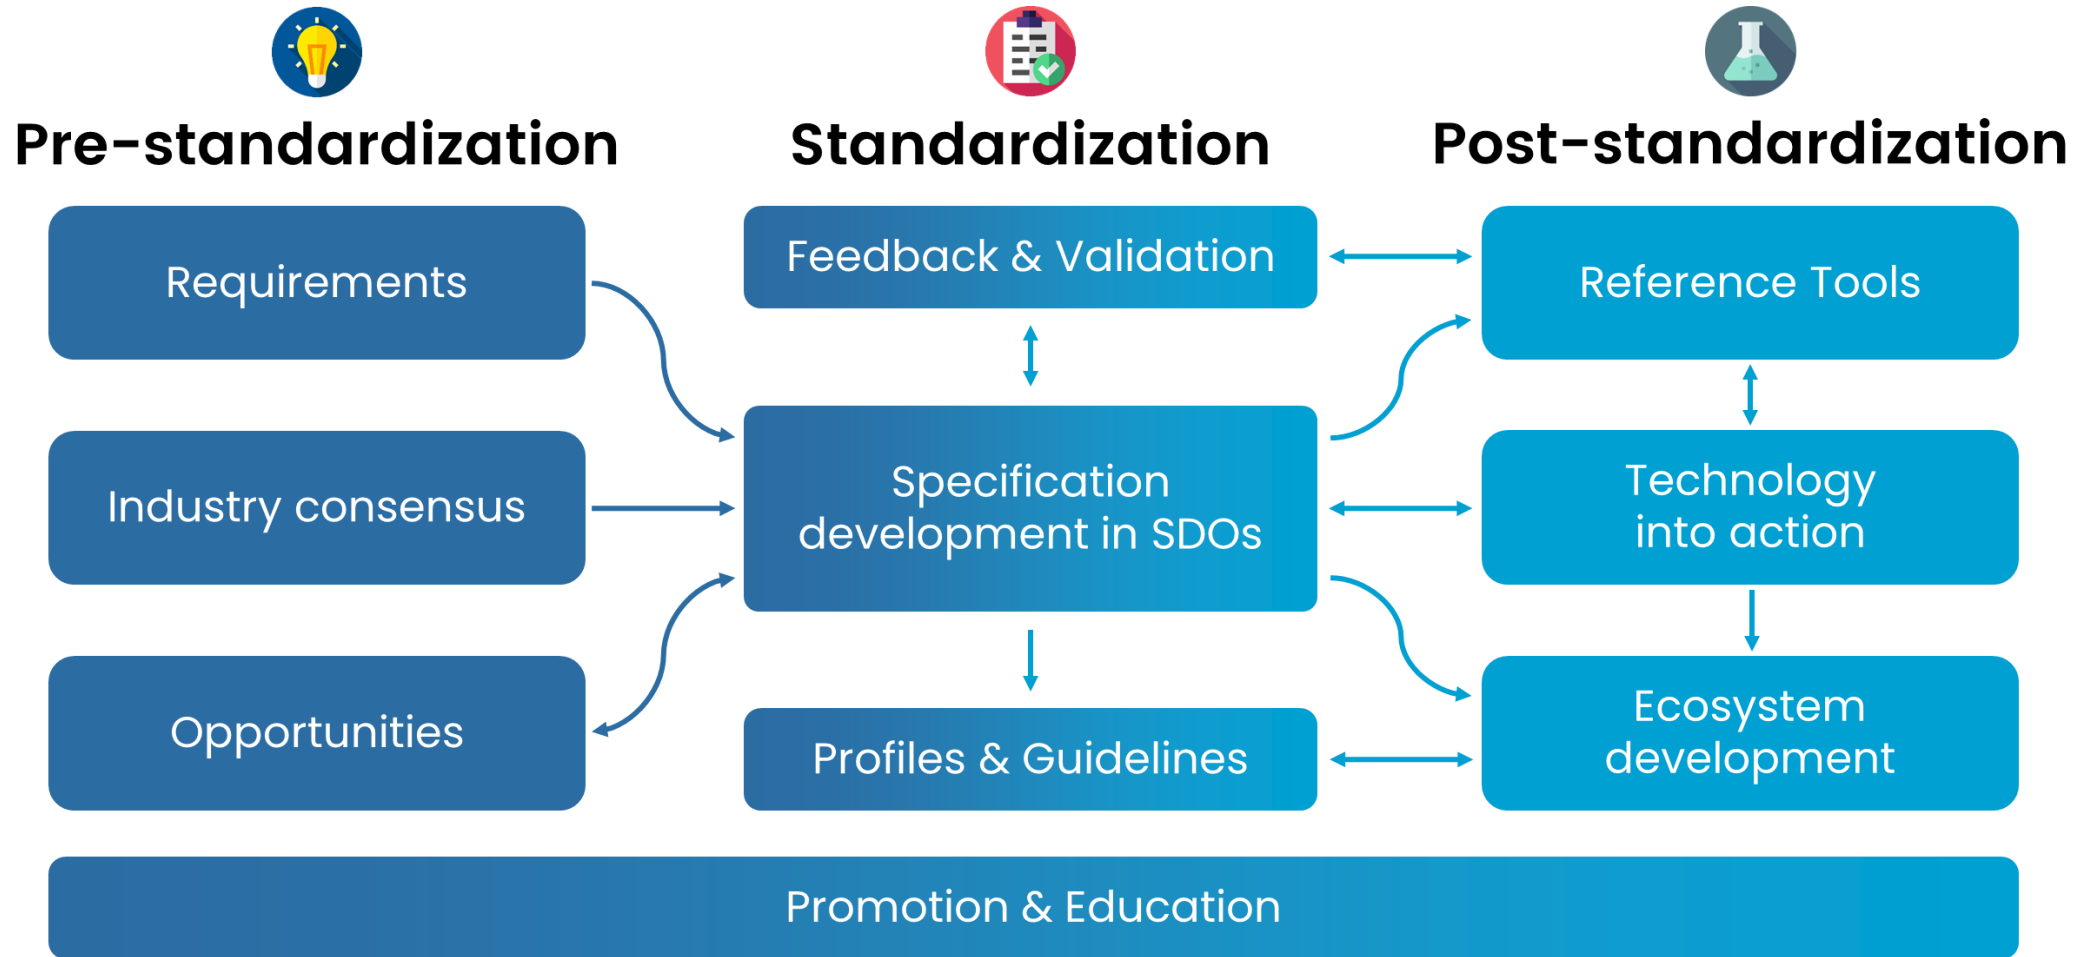 Pre-standardization
Standardization
Post-standardization
Requirements
Industry consensus
Opportunities
Feedback & Validation
Specification
development in SDOs
Profiles & Guidelines
Reference Tools
Technology
into action
Ecosystem
development
Promotion & Education